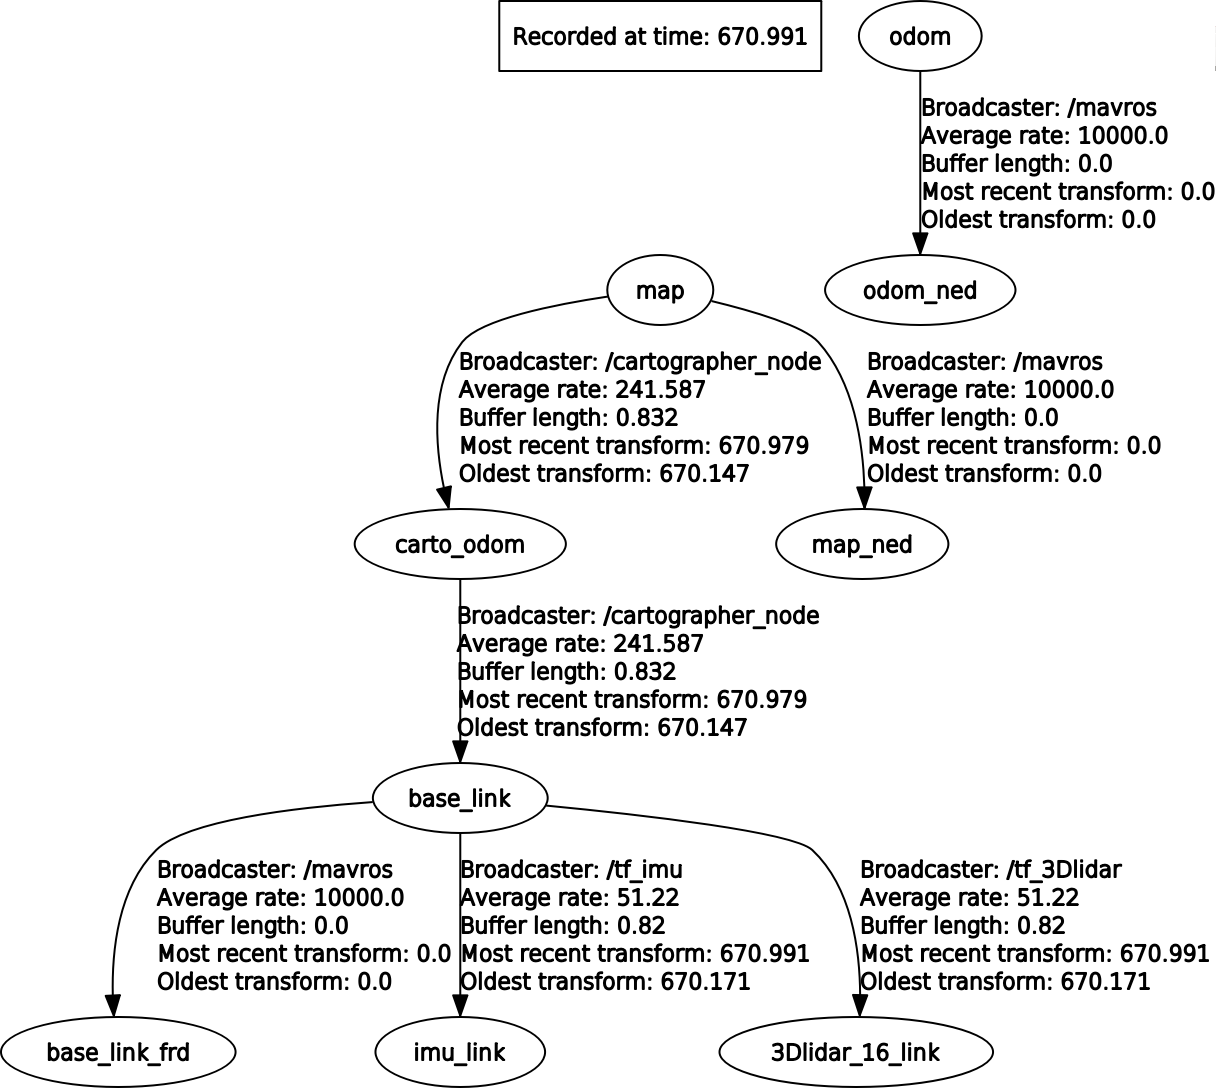 Recorded at time: 670.991
odom
Broadcaster: /mavros
Average rate: 10000.0
Buffer length: 0.0
Most recent transform: 0.0
Oldest transform: 0.0
map
odom_ned
Broadcaster: /cartographer_node
Average rate: 241.587
Buffer length: 0.832
Most recent transform: 670.979
Oldest transform: 670.147
Broadcaster: /mavros
Average rate: 10000.0
Buffer length: 0.0
Most recent transform: 0.0
Oldest transform: 0.0
carto_odom
map_ned
Broadcaster: /cartographer_node
Average rate: 241.587
Buffer length: 0.832
Most recent transform: 670.979
Oldest transform: 670.147
base_link
Broadcaster: /mavros
Average rate: 10000.0
Buffer length: 0.0
Most recent transform: 0.0
Oldest transform: 0.0
Broadcaster: /tf_imu
Average rate: 51.22
Buffer length: 0.82
Most recent transform: 670.991
Oldest transform: 670.171
Broadcaster: /tf_3Dlidar
Average rate: 51.22
Buffer length: 0.82
Most recent transform: 670.991
Oldest transform: 670.171
base_link_frd
imu_link
3Dlidar_16_link